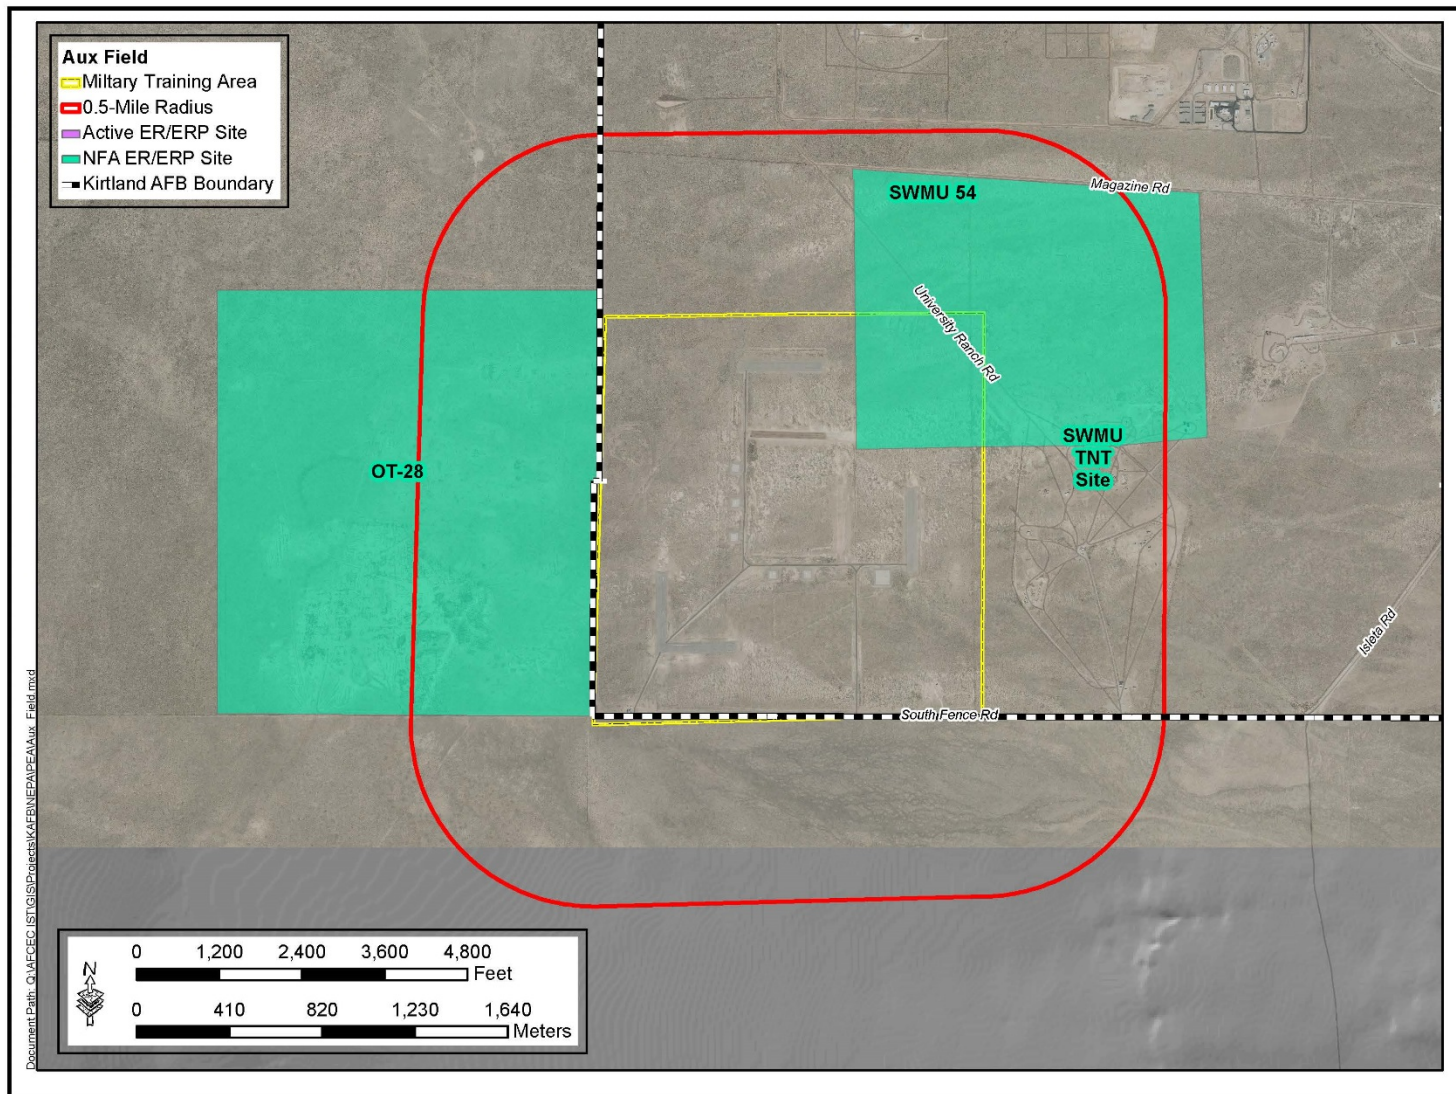 Aux Field
Miltary Training Area
0.5-Mile Radius
Active ER/ERP Site
NFA ER/ERP Site
Kirtland AFB Boundary
Magazine Rd
SWMU 54
University Ranch Rd
SWMU
TNT
Site
OT-28
Isleta Rd
South Fence Rd
Document Path: Q:\AFCEC IST\GIS\Projects\KAFB\NEPA\PEA\Aux_Field.mxd
N
0 1,200 2,400 3,600 4,800
Feet
0 410 820 1,230 1,640
Meters